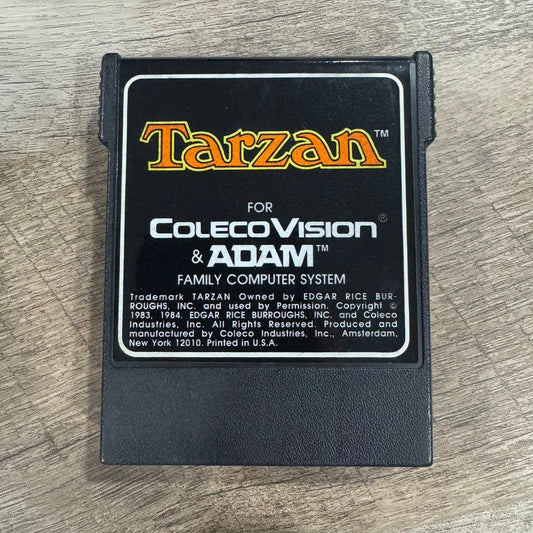 Tarzan™
FOR
COLECOVISION®
& ADAM™
FAMILY COMPUTER SYSTEM
Trademark TARZAN Owned by EDGAR RICE BUR-
ROUGHS, INC. and used by Permission. Copyright ©
1983, 1984. EDGAR RICE BURROUGHS, INC. and Coleco
Industries, Inc. All Rights Reserved. Produced and
manufactured by Coleco Industries, Inc., Amsterdam,
New York 12010. Printed in U.S.A.